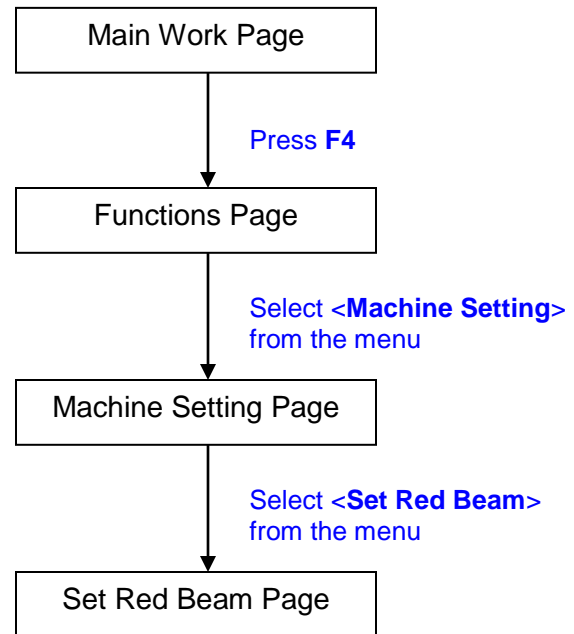 Main Work Page
Press F4
Functions Page
Select <Machine Setting>
from the menu
Machine Setting Page
Select <Set Red Beam>
from the menu
Set Red Beam Page